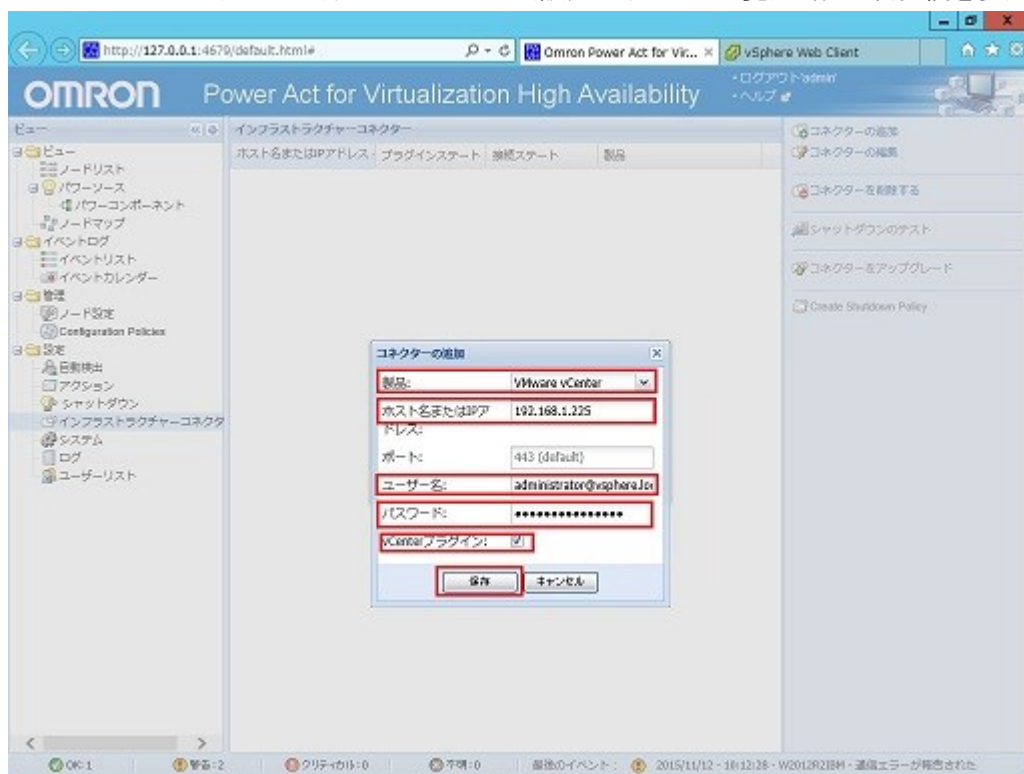 http://127.0.0.1:4679/default.html#
Omron Power Act for Vir...
vSphere Web Client
OMRON
Power Act for Virtualization High Availability
ログアウト'admin'
ヘルプ
ビュー
インフラストラクチャーコネクター
コネクターの追加
ホスト名またはIPアドレス
プラグインステート
接続ステート
製品
コネクターの編集
コネクターを削除する
シャットダウンのテスト
コネクターをアップグレード
Create Shutdown Policy
ビュー
ノードリスト
パワーソース
パワーコンポーネント
ノードマップ
イベントログ
イベントリスト
イベントカレンダー
管理
ノード設定
Configuration Policies
設定
自動検出
アクション
シャットダウン
インフラストラクチャーコネクタ
システム
ログ
ユーザーリスト
コネクターの追加
製品:
VMware vCenter
ホスト名またはIPア
ドレス:
192.168.1.225
ポート:
443 (default)
ユーザー名:
administrator@vsphere.lo
パスワード:
vCenterプラグイン:
保存
キャンセル
OK:1
警告:2
クリティカル:0
不明:0
最後のイベント:
2015/11/12 - 10:12:28 - W2012R2IBM - 通信エラーが報告された